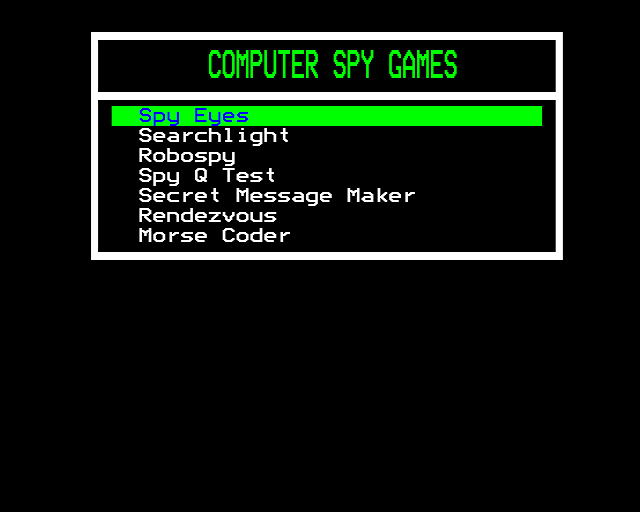 COMPUTER SPY GAMES
Spy Eyes
Searchlight
Robospy
Spy Q Test
Secret Message Maker
Rendezvous
Morse Coder